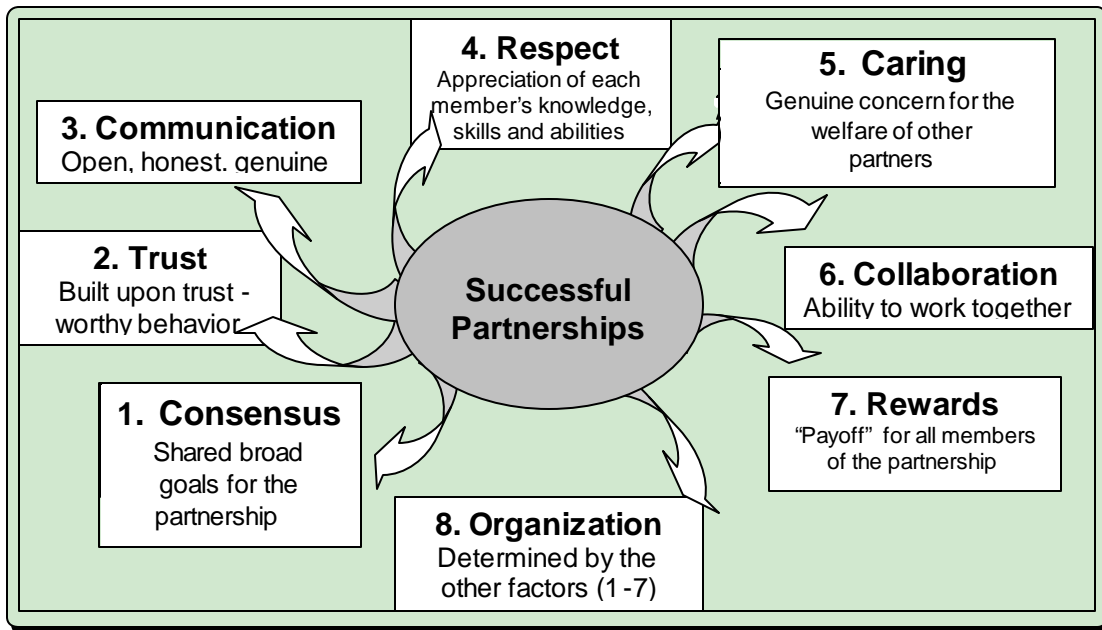 4. Respect
Appreciation of each
member's knowledge,
skills and abilities
5. Caring
Genuine concern for the
welfare of other
partners
3. Communication
Open, honest, genuine
2. Trust
Built upon trust -
worthy behavior
Successful
Partnerships
6. Collaboration
Ability to work together
1. Consensus
Shared broad
goals for the
partnership
7. Rewards
“Payoff” for all members
of the partnership
8. Organization
Determined by the
other factors (1 -7)